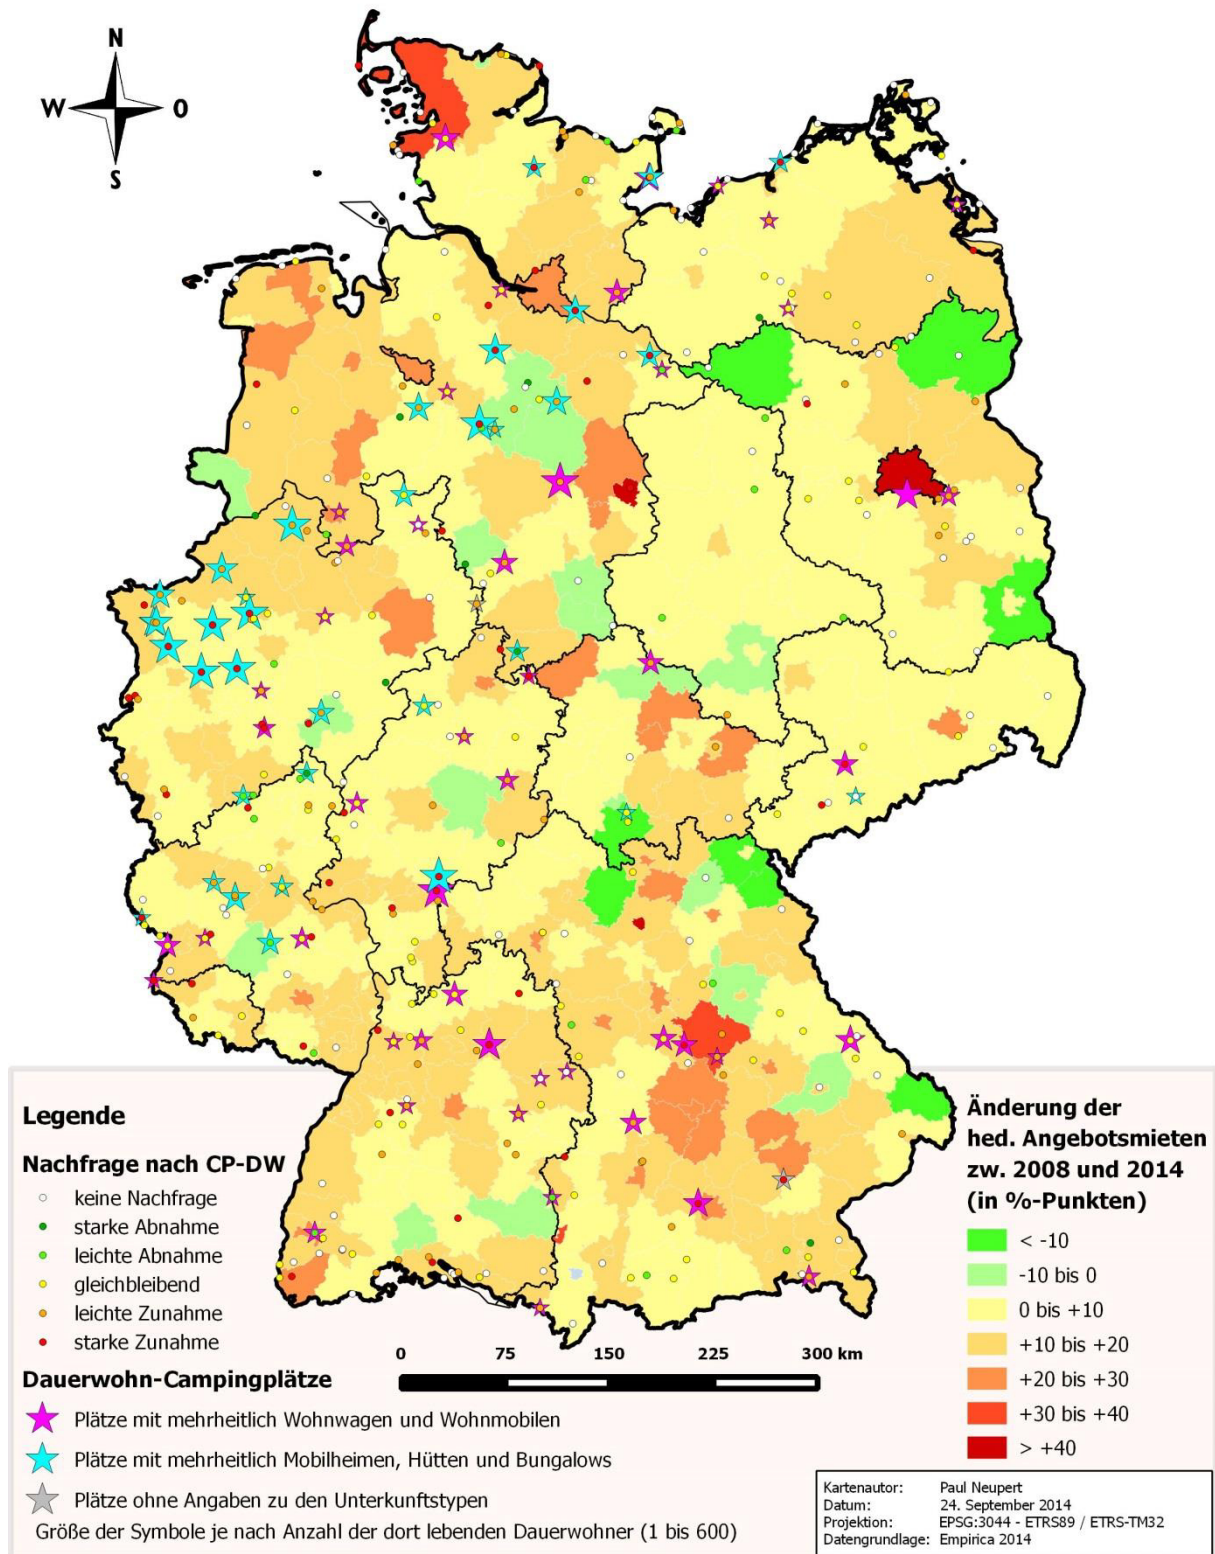 N
W
O
S
Legende
Nachfrage nach CP-DW
keine Nachfrage
starke Abnahme
leichte Abnahme
gleichbleibend
leichte Zunahme
starke Zunahme
Dauerwohn-Campingplätze
Plätze mit mehrheitlich Wohnwagen und Wohnmobilen
Plätze mit mehrheitlich Mobilheimen, Hütten und Bungalows
Plätze ohne Angaben zu den Unterkunftstypen
Größe der Symbole je nach Anzahl der dort lebenden Dauerwohner (1 bis 600)
0 75 150 225 300 km
Änderung der
hed. Angebotsmieten
zw. 2008 und 2014
(in %-Punkten)
< -10
-10 bis 0
0 bis +10
+10 bis +20
+20 bis +30
+30 bis +40
> +40
Kartenautor: Paul Neupert
Datum: 24. September 2014
Projektion: EPSG:3044 - ETRS89 / ETRS-TM32
Datengrundlage: Empirica 2014